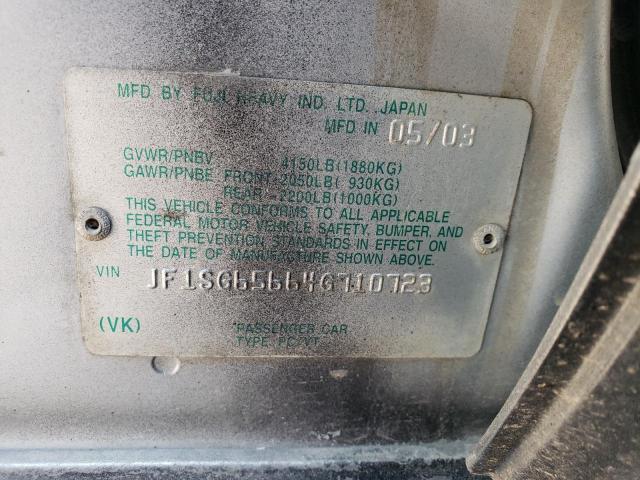 MFD BY FUJI HEAVY IND. LTD. JAPAN
MFD IN 05/03
GVWR/PNBV 4150LB(1880KG)
GAWR/PNBE FRONT-2050LB( 930KG)
REAR -2200LB(1000KG)
THIS VEHICLE CONFORMS TO ALL APPLICABLE
FEDERAL MOTOR VEHICLE SAFETY, BUMPER, AND
THEFT PREVENTION STANDARDS IN EFFECT ON
THE DATE OF MANUFACTURE SHOWN ABOVE.
VIN JF1SG65664G710723
(VK) PASSENGER CAR
TYPE PC/VT